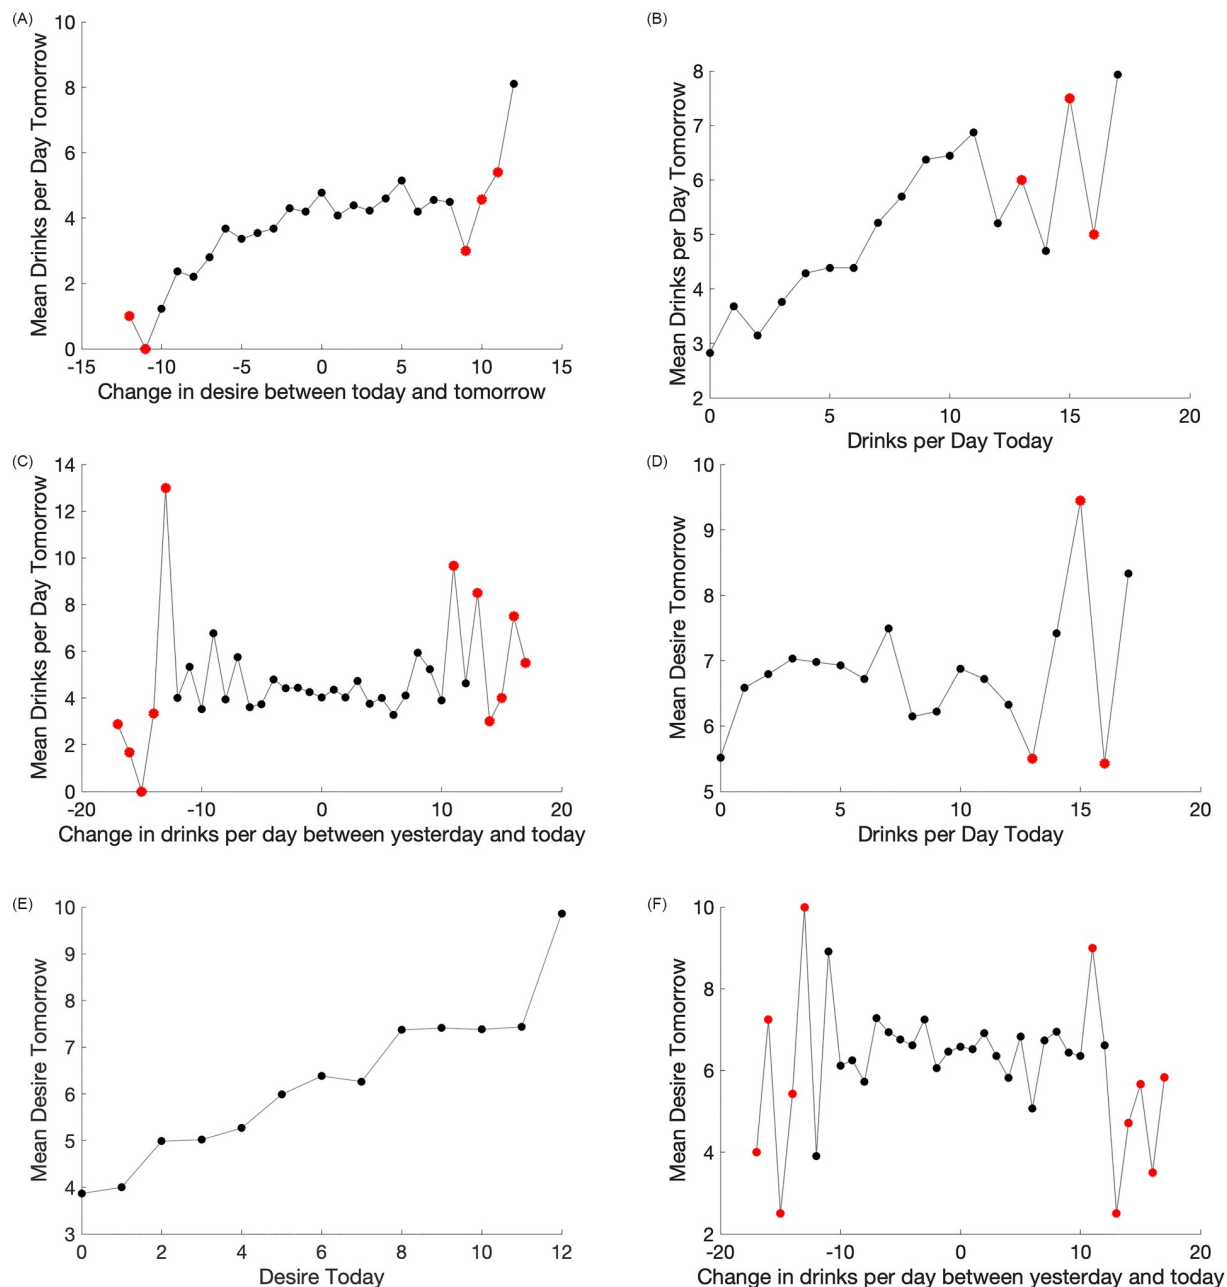 (A)
10
8
6
4
2
0
Mean Drinks per Day Tomorrow
-15 -10 -5 0 5 10 15
Change in desire between today and tomorrow
(B)
8
7
6
5
4
3
2
Mean Drinks per Day Tomorrow
0 5 10 15 20
Drinks per Day Today
(C)
14
12
10
8
6
4
2
0
Mean Drinks per Day Tomorrow
-20 -10 0 10 20
Change in drinks per day between yesterday and today
(D)
10
9
8
7
6
5
Mean Desire Tomorrow
0 5 10 15 20
Drinks per Day Today
(E)
10
9
8
7
6
5
4
3
Mean Desire Tomorrow
0 2 4 6 8 10 12
Desire Today
(F)
10
8
6
4
2
Mean Desire Tomorrow
-20 -10 0 10 20
Change in drinks per day between yesterday and today